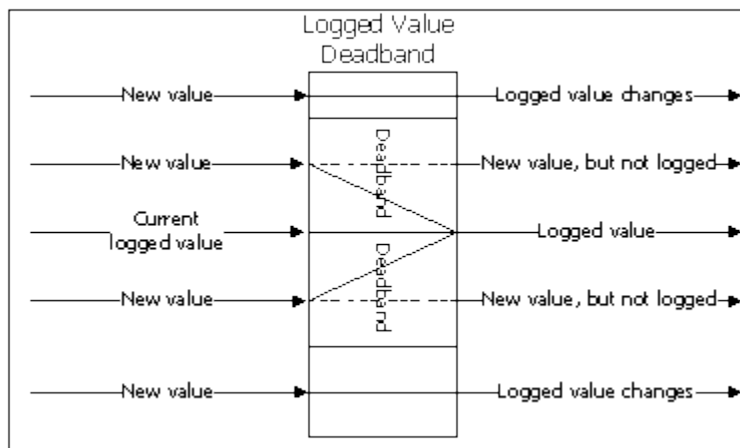 Logged Value
Deadband
New value
Logged value changes
New value
Deadband
New value, but not logged
Current
logged value
Logged value
New value
Deadband
New value, but not logged
New value
Logged value changes